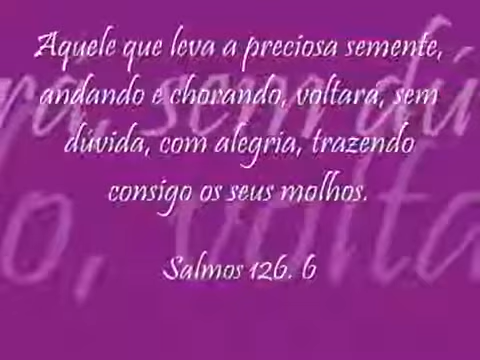 Aquele que leva a preciosa semente,
andando e chorando, voltará, sem
dúvida, com alegria, trazendo
consigo os seus molhos.
Salmos 126. 6